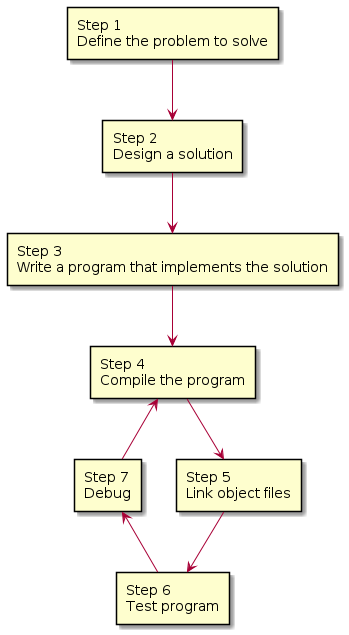 Step 1
Define the problem to solve
Step 2
Design a solution
Step 3
Write a program that implements the solution
Step 4
Compile the program
Step 7
Debug
Step 5
Link object files
Step 6
Test program